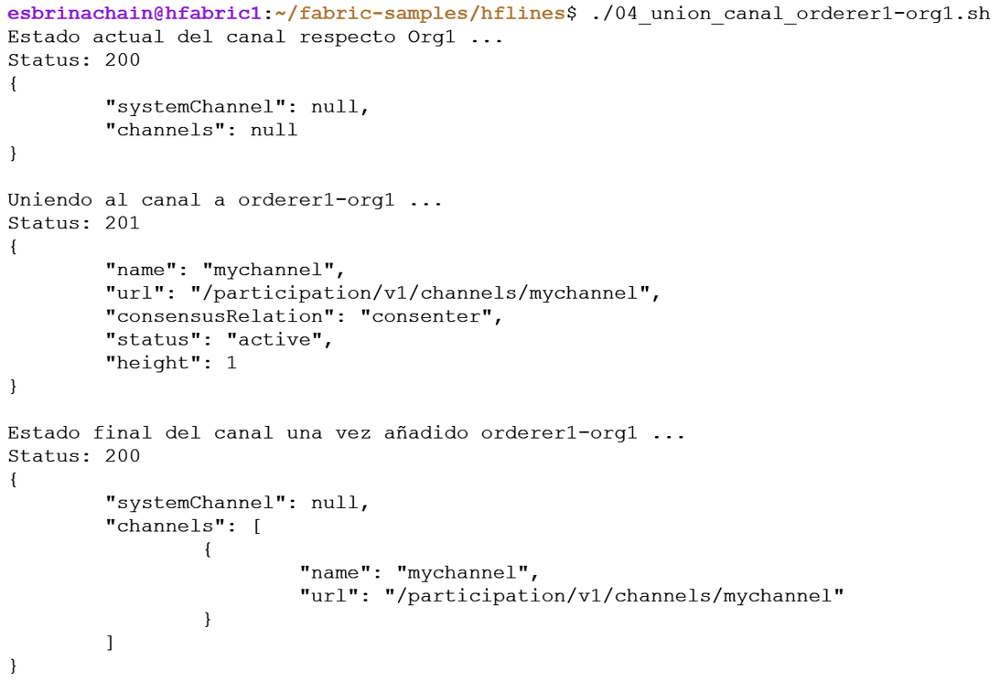 esbrinachain@hfabric1:~/fabric-samples/hflines$ ./04_union_canal_orderer1-org1.sh
Estado actual del canal respecto Org1 ...
Status: 200
{
        "systemChannel": null,
        "channels": null
}

Uniendo al canal a orderer1-org1 ...
Status: 201
{
        "name": "mychannel",
        "url": "/participation/v1/channels/mychannel",
        "consensusRelation": "consenter",
        "status": "active",
        "height": 1
}

Estado final del canal una vez añadido orderer1-org1 ...
Status: 200
{
        "systemChannel": null,
        "channels": [
                {
                        "name": "mychannel",
                        "url": "/participation/v1/channels/mychannel"
                }
        ]
}